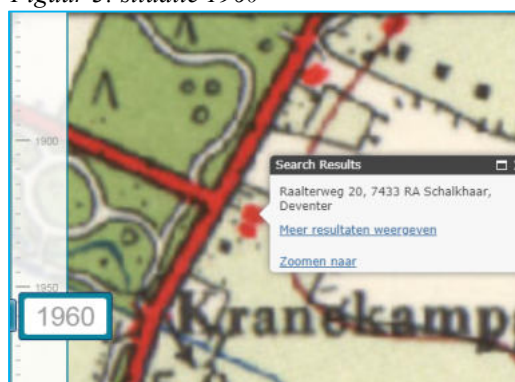 Figuur 3: situatie 1960
1900
Search Results
Raalterweg 20, 7433 RA Schalkhaar,
Deventer
Meer resultaten weergeven
Zoomen naar
1950
1960
Kranekamp